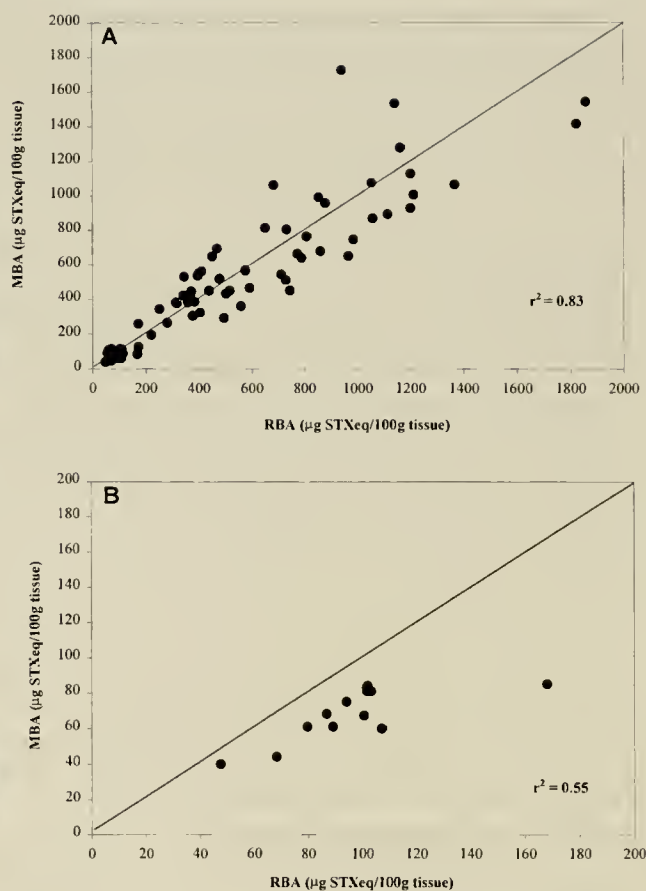 A
2000
1800
1600
1400
1200
1000
800
600
400
200
0
MBA (µg STXeq/100g tissue)
r² = 0.83
0 200 400 600 800 1000 1200 1400 1600 1800 2000
RBA (µg STXeq/100g tissue)
B
200
180
160
140
120
100
80
60
40
20
0
MBA (µg STXeq/100g tissue)
r² = 0.55
0 20 40 60 80 100 120 140 160 180 200
RBA (µg STXeq/100g tissue)